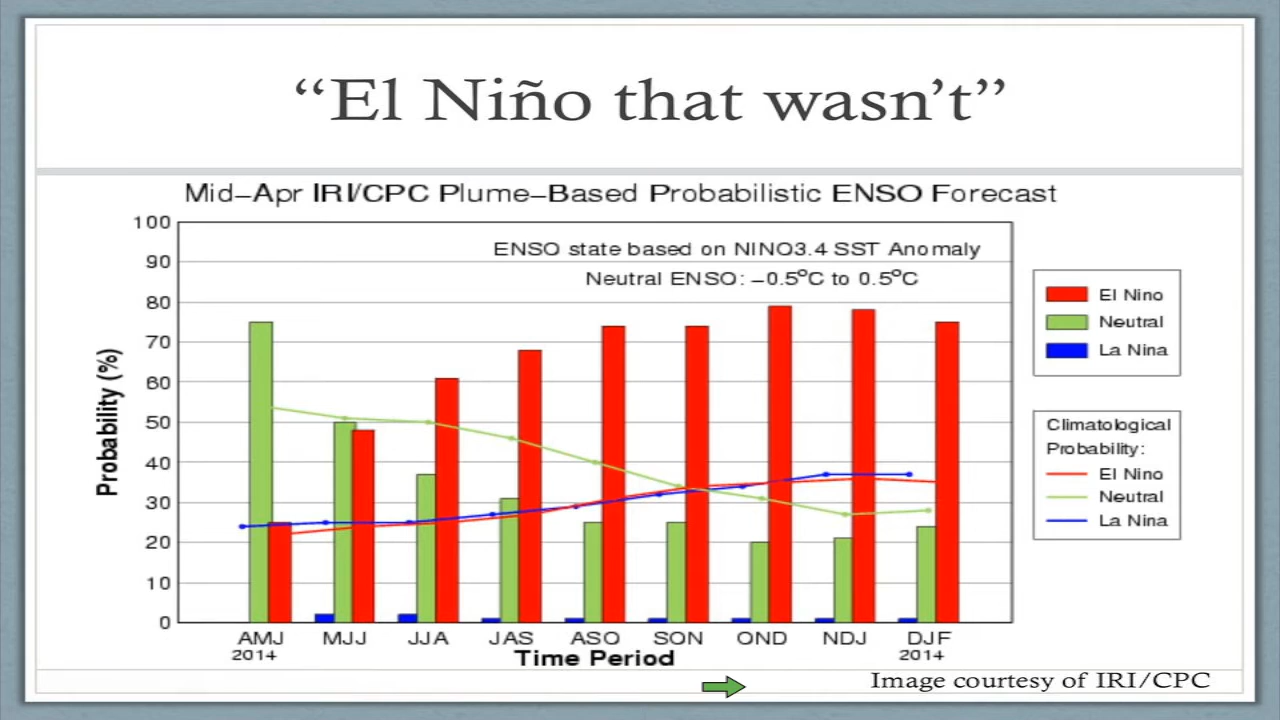 “El Niño that wasn’t”
Mid-Apr IRI/CPC Plume-Based Probabilistic ENSO Forecast
ENSO state based on NINO3.4 SST Anomaly
Neutral ENSO: -0.5°C to 0.5°C
Probability (%)
100
90
80
70
60
50
40
30
20
10
0
AMJ MJJ JJA JAS ASO SON OND NDJ DJF
2014 2014
Time Period
El Nino
Neutral
La Nina
Climatological
Probability:
El Nino
Neutral
La Nina
Image courtesy of IRI/CPC